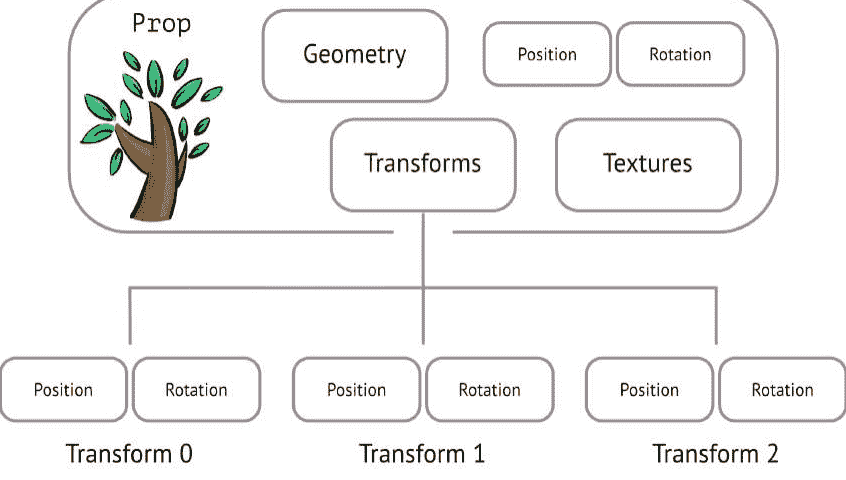 Prop
Geometry
Position
Rotation
Transforms
Textures
Position
Rotation
Position
Rotation
Position
Rotation
Transform 0
Transform 1
Transform 2